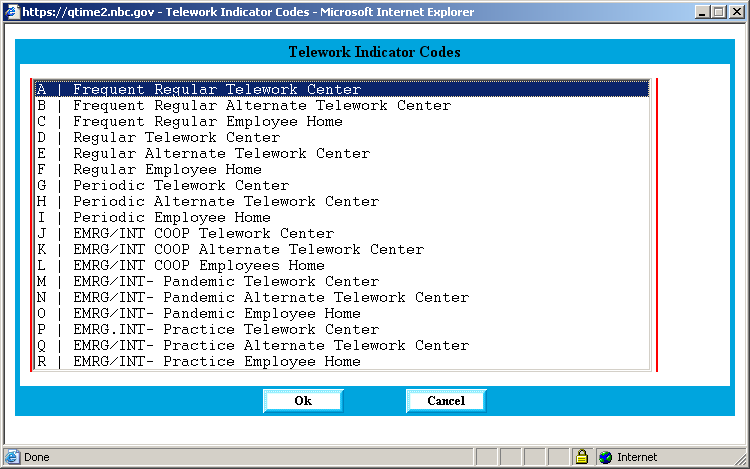 https://qtime2.nbc.gov - Telework Indicator Codes - Microsoft Internet Explorer
Telework Indicator Codes
A | Frequent Regular Telework Center
B | Frequent Regular Alternate Telework Center
C | Frequent Regular Employee Home
D | Regular Telework Center
E | Regular Alternate Telework Center
F | Regular Employee Home
G | Periodic Telework Center
H | Periodic Alternate Telework Center
I | Periodic Employee Home
J | EMRG/INT COOP Telework Center
K | EMRG/INT COOP Alternate Telework Center
L | EMRG/INT COOP Employees Home
M | EMRG/INT- Pandemic Telework Center
N | EMRG/INT- Pandemic Alternate Telework Center
O | EMRG/INT- Pandemic Employee Home
P | EMRG.INT- Practice Telework Center
Q | EMRG/INT- Practice Alternate Telework Center
R | EMRG/INT- Practice Employee Home
Ok Cancel
Done Internet